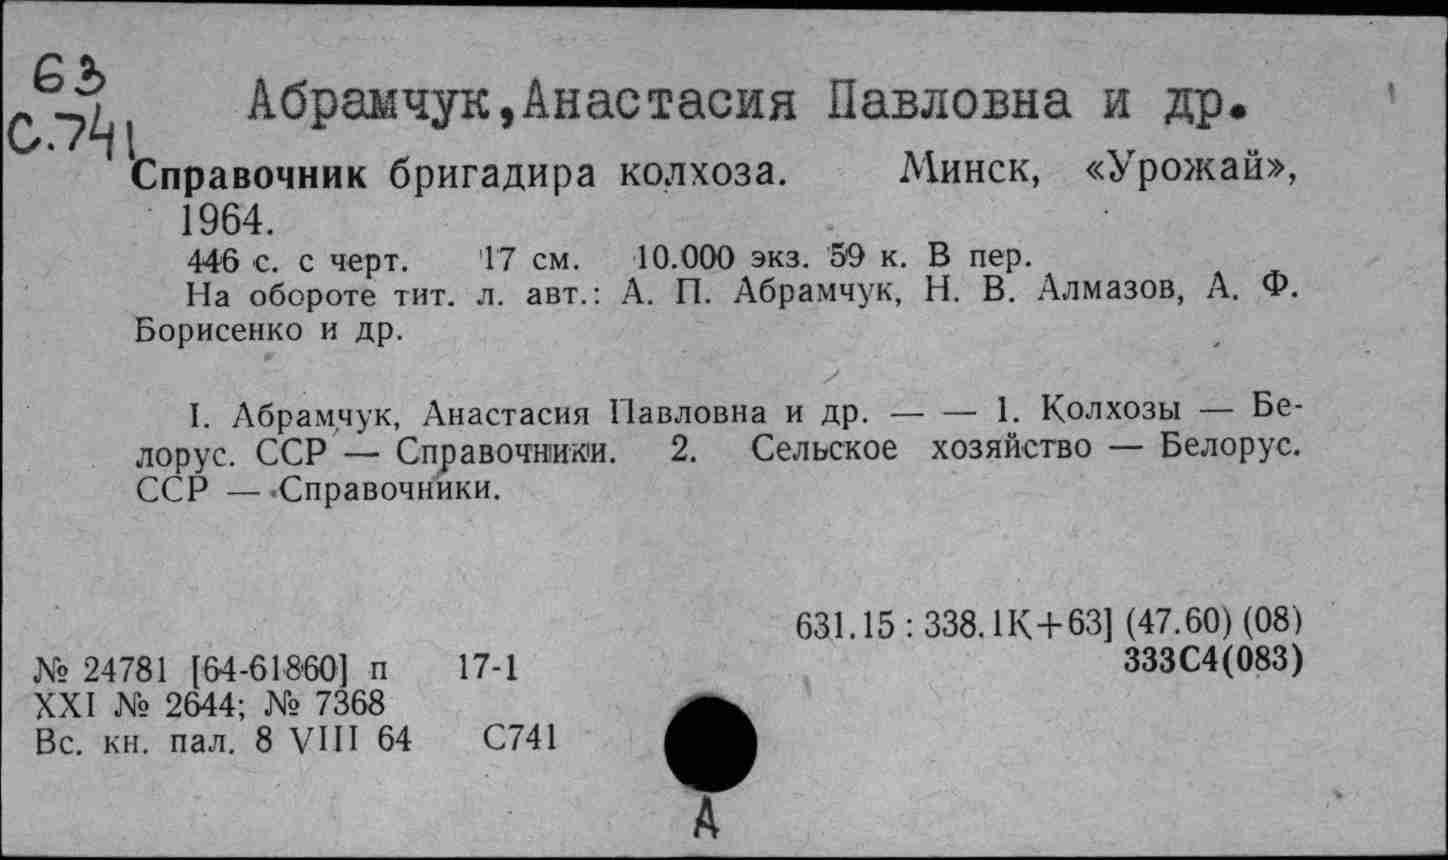 63
С.741
Абрамчук,Анастасия Павловна и др.
Справочник бригадира колхоза. Минск, «Урожай»,
1964.
446 с. с черт. 17 см. 10.000 экз. 59 к. В пер.
На обороте тит. л. авт.: А. П. Абрамчук, Н. В. Алмазов, А. Ф.
Борисенко и др.
I. Абрамчук, Анастасия Павловна и др. — — 1. Колхозы — Бе-
лорус. ССР — Справочники. 2. Сельское хозяйство — Белорус.
ССР — Справочники.
631.15 : 338.1К+63] (47.60) (08)
333С4(083)
№ 24781 [64-61860] п 17-1
XXI № 2644; № 7368
Вс. кн. пал. 8 VIII 64 С741
А